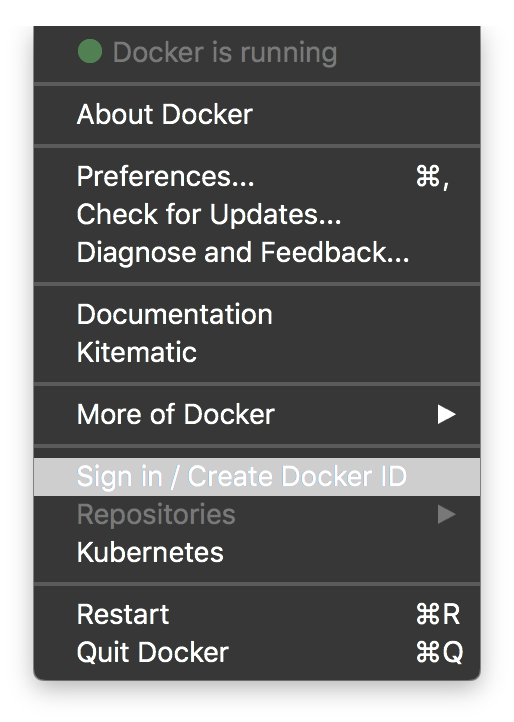 Docker is running
About Docker
Preferences... ⌘,
Check for Updates...
Diagnose and Feedback...
Documentation
Kitematic
More of Docker ▶
Sign in / Create Docker ID
Repositories ▶
Kubernetes
Restart ⌘R
Quit Docker ⌘Q